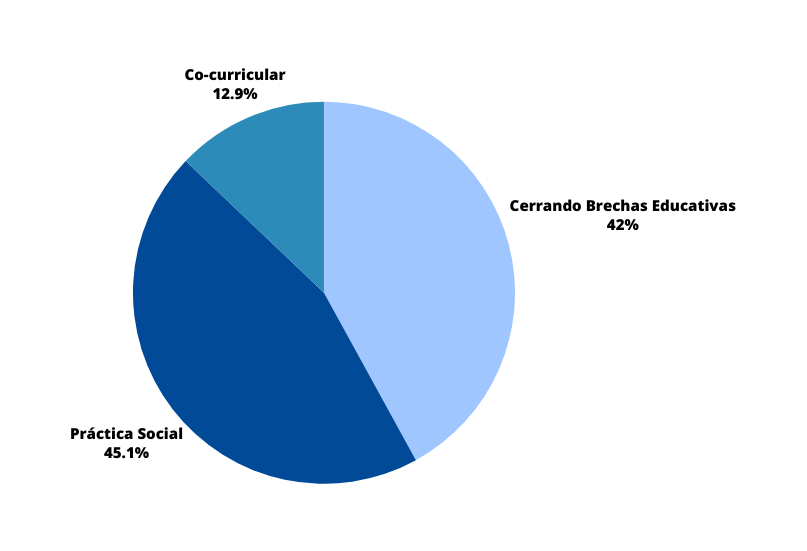 Co-curricular
12.9%
Cerrando Brechas Educativas
42%
Práctica Social
45.1%